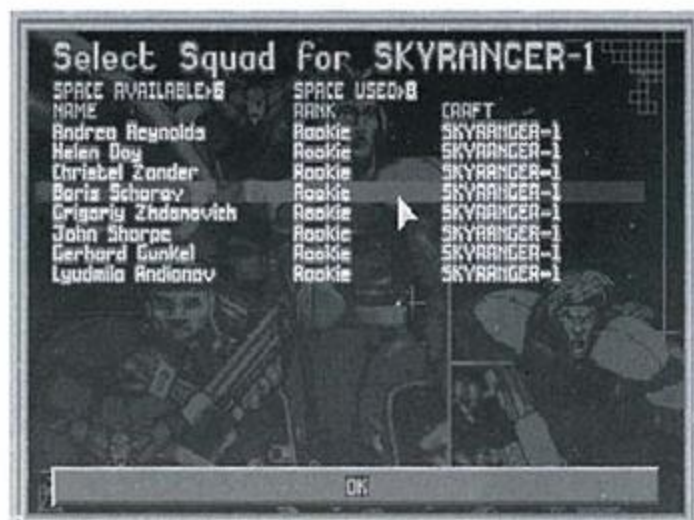 Select Squad for SKYRANGER-1
SPACE AVAILABLE>6 SPACE USED>8
NAME RANK CRAFT
Andrea Reynolds Rookie SKYRANGER-1
Helen Day Rookie SKYRANGER-1
Christel Zander Rookie SKYRANGER-1
Boris Schorov Rookie SKYRANGER-1
Grigoriy Zhdanovich Rookie SKYRANGER-1
John Sharpe Rookie SKYRANGER-1
Gerhard Gunkel Rookie SKYRANGER-1
Lyudmila Andianov Rookie SKYRANGER-1
OK